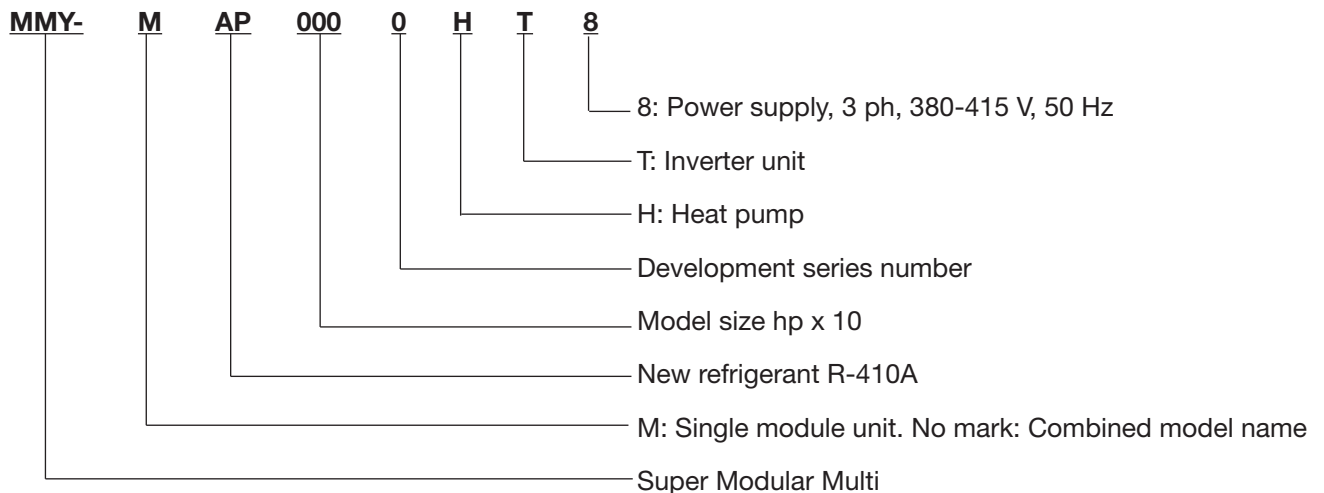 MMY- M AP 000 0 H T 8
8: Power supply, 3 ph, 380-415 V, 50 Hz
T: Inverter unit
H: Heat pump
Development series number
Model size hp x 10
New refrigerant R-410A
M: Single module unit. No mark: Combined model name
Super Modular Multi